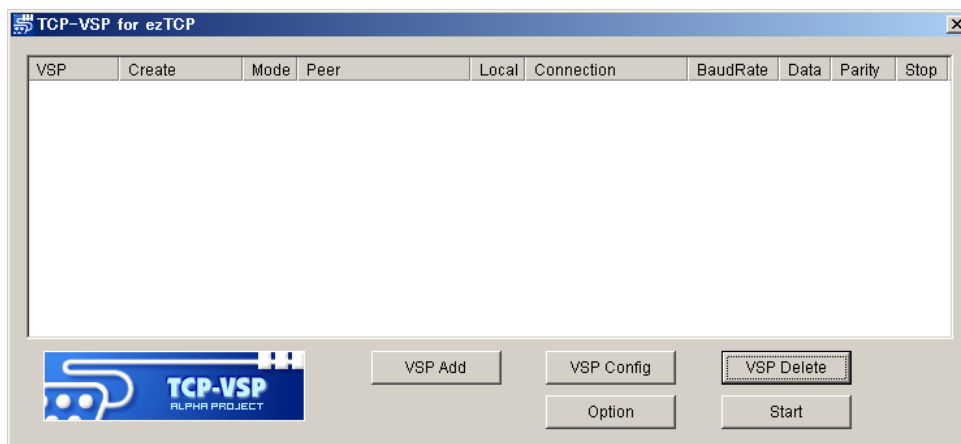 TCP-VSP for ezTCP
VSP Create Mode Peer Local Connection BaudRate Data Parity Stop
VSP Add VSP Config VSP Delete
TCP-VSP
ALPHA PROJECT
Option Start